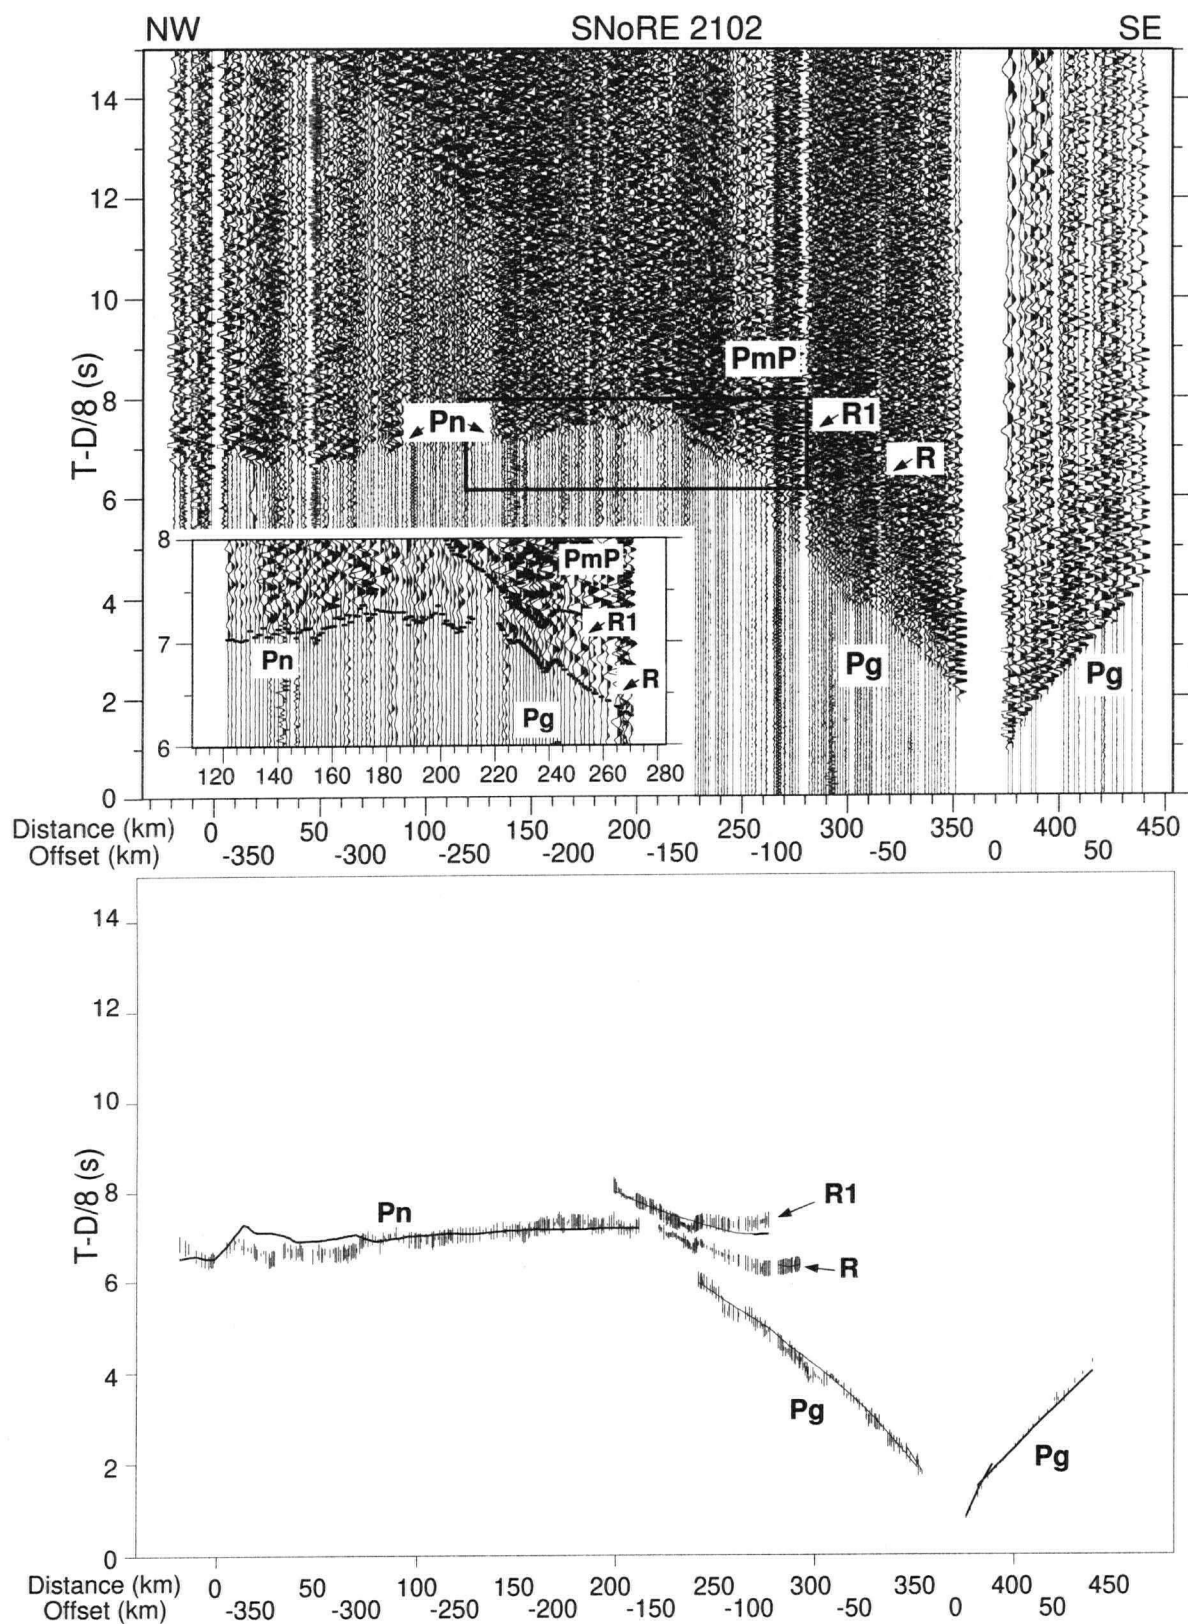 NW SNoRE 2102 SE
14
12
10
PmP
T-D/8 (s)
8
Pn
R1
R
6
8
PmP
4
R1
7
Pn
R
Pg
Pg
Pg
2
6
120 140 160 180 200 220 240 260 280
0
Distance (km) 0 50 100 150 200 250 300 350 400 450
Offset (km) -350 -300 -250 -200 -150 -100 -50 0 50
14
12
10
T-D/8 (s)
8
Pn
R1
R
6
4
Pg
Pg
2
0
Distance (km) 0 50 100 150 200 250 300 350 400 450
Offset (km) -350 -300 -250 -200 -150 -100 -50 0 50